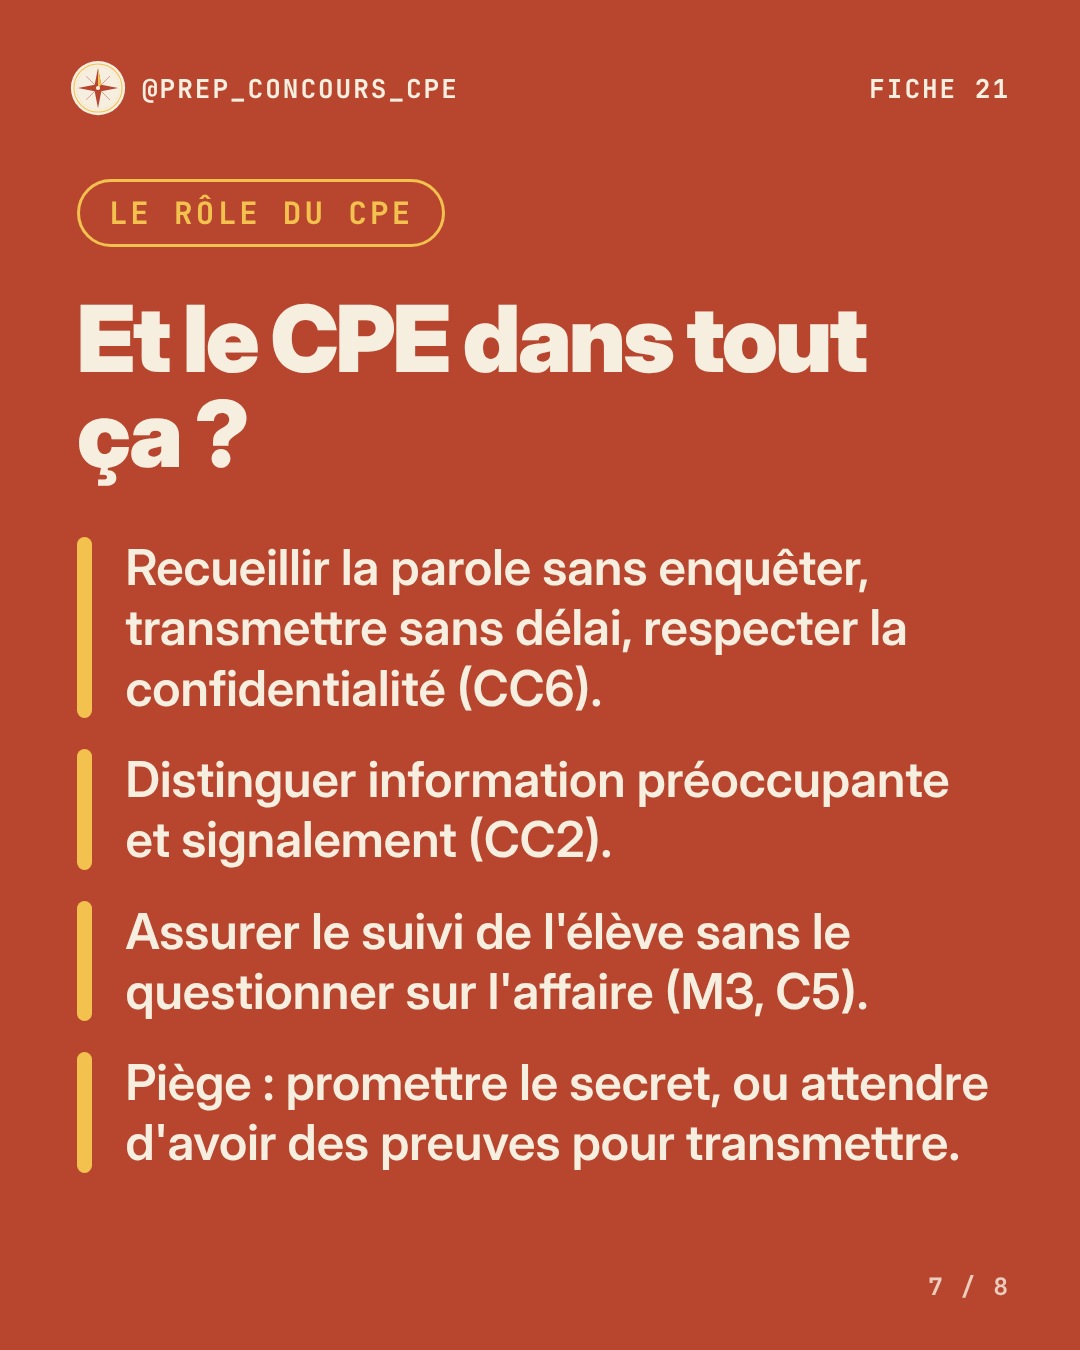 @PREP_CONCOURS_CPE
FICHE 21
LE RÔLE DU CPE
Et le CPE dans tout
ça ?
Recueillir la parole sans enquêter,
transmettre sans délai, respecter la
confidentialité (CC6).
Distinguer information préoccupante
et signalement (CC2).
Assurer le suivi de l'élève sans le
questionner sur l'affaire (M3, C5).
Piège : promettre le secret, ou attendre
d'avoir des preuves pour transmettre.
7 / 8